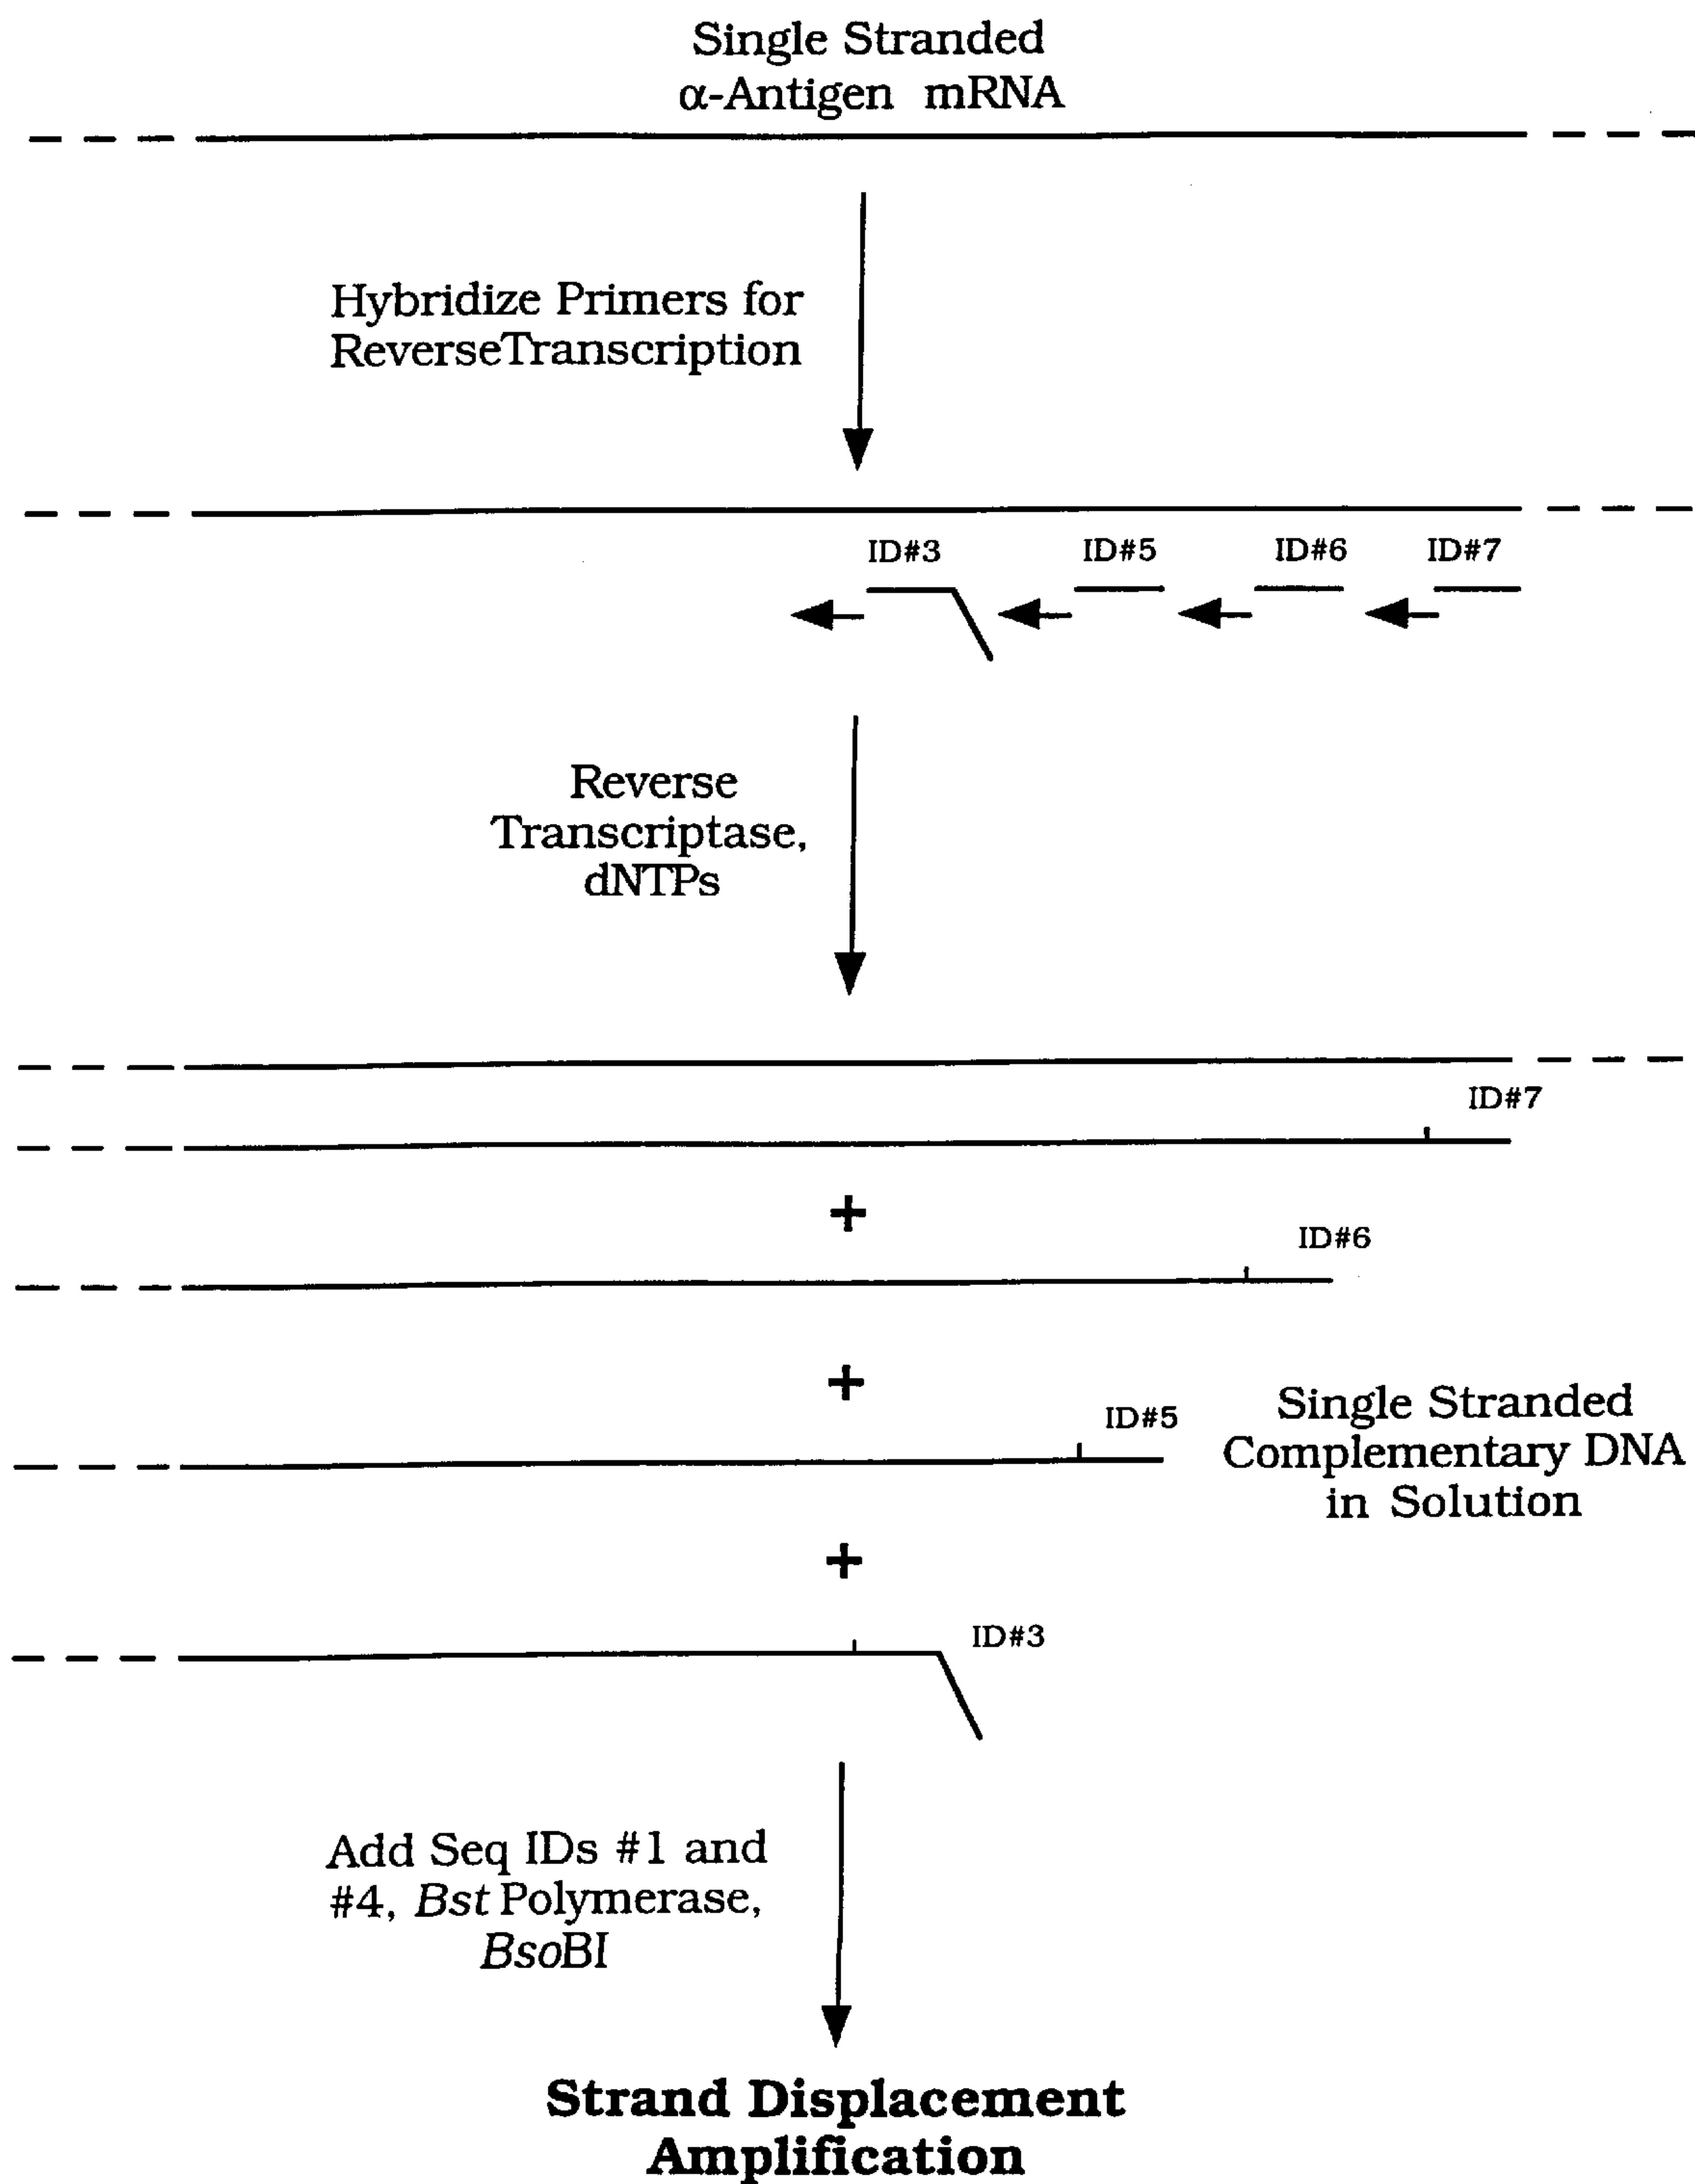 Single Stranded
α-Antigen mRNA
Hybridize Primers for
ReverseTranscription
ID#3
ID#5
ID#6
ID#7
Reverse
Transcriptase,
dNTPs
ID#7
+
ID#6
+
ID#5
Single Stranded
Complementary DNA
in Solution
+
ID#3
Add Seq IDs #1 and
#4, Bst Polymerase,
BsoBI
Strand Displacement
Amplification